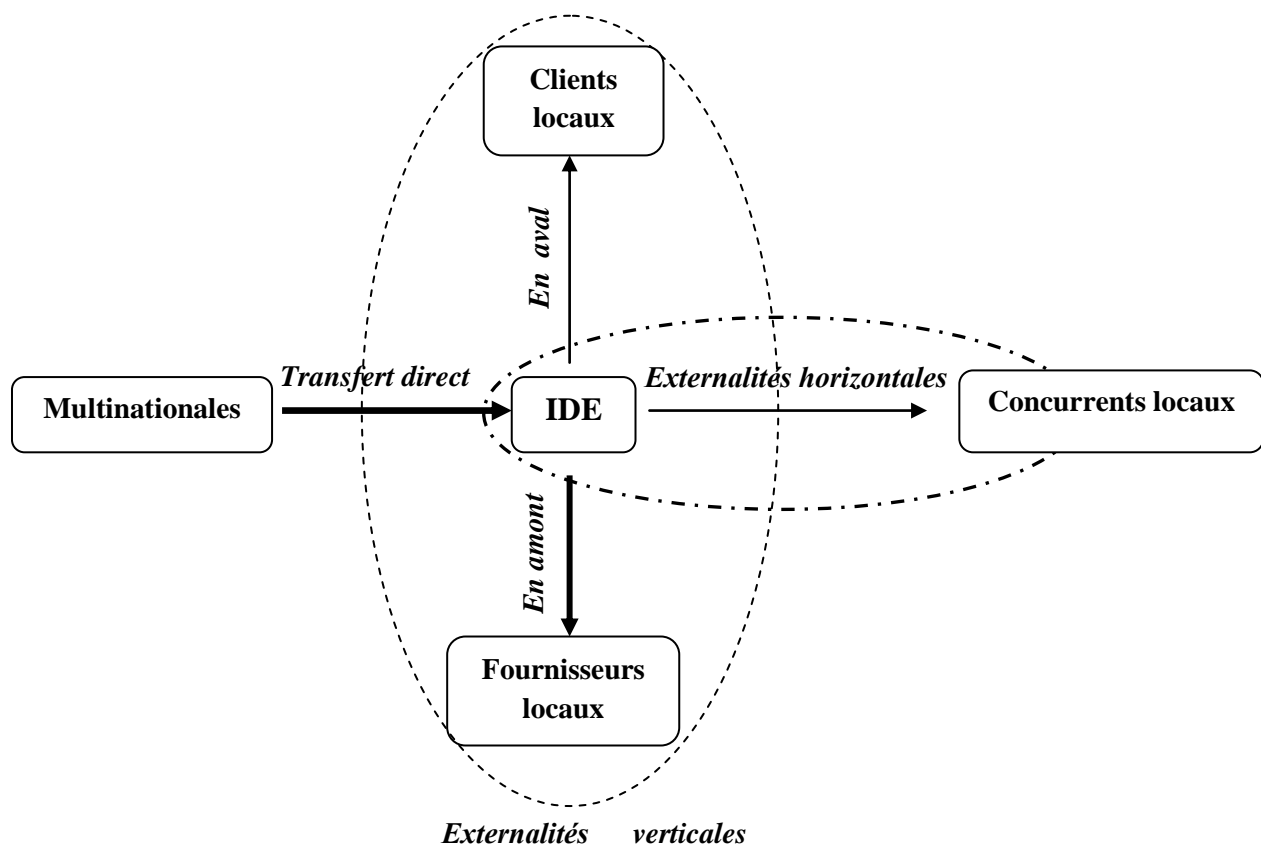 Clients
locaux
En aval
Transfert direct
Externalités horizontales
Multinationales
IDE
Concurrents locaux
En amont
Fournisseurs
locaux
Externalités verticales